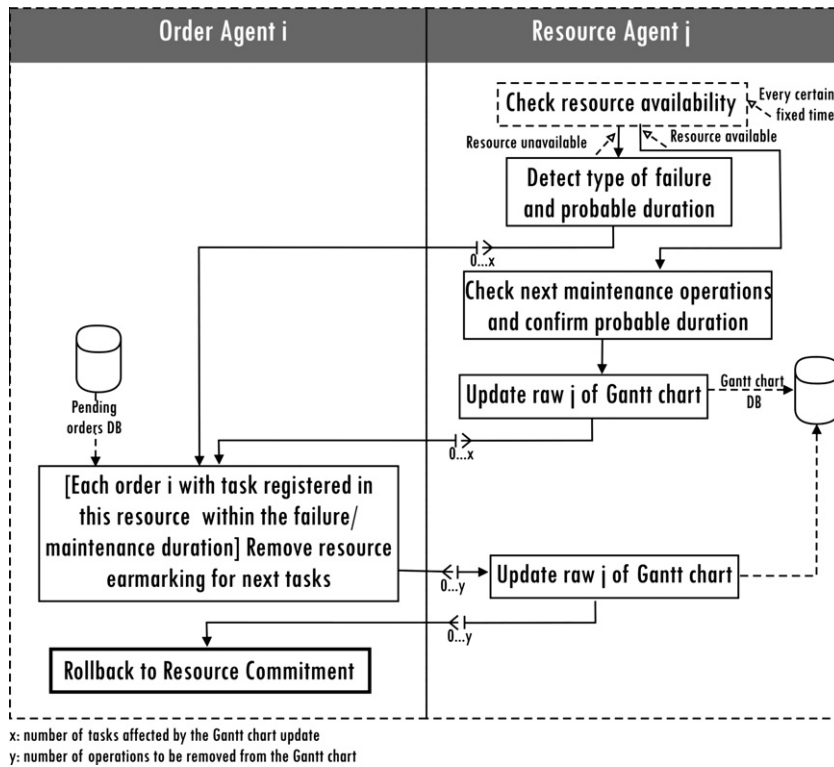 Order Agent i
Resource Agent j
Check resource availability
Every certain
fixed time
Resource unavailable
Resource available
Detect type of failure
and probable duration
0...x
Check next maintenance operations
and confirm probable duration
Pending
orders DB
Update raw j of Gantt chart
Gantt chart
DB
0...x
[Each order i with task registered in
this resource within the failure/
maintenance duration] Remove resource
earmarking for next tasks
0...y
Update raw j of Gantt chart
0...y
Rollback to Resource Commitment
x: number of tasks affected by the Gantt chart update
y: number of operations to be removed from the Gantt chart